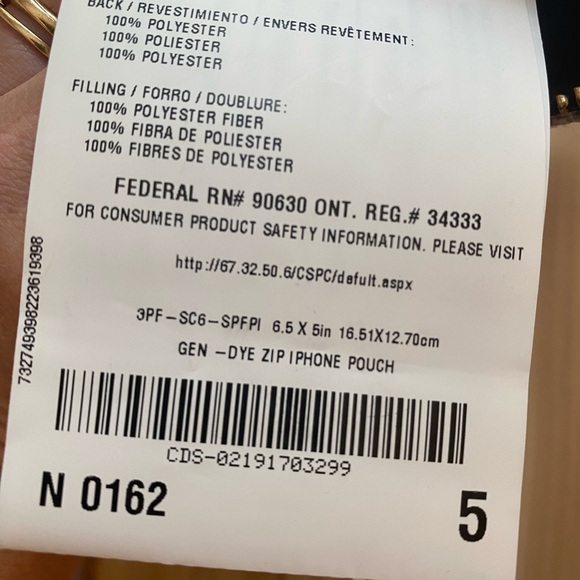 BACK / REVESTIMIENTO / ENVERS REVÊTEMENT:
100% POLYESTER
100% POLIESTER
100% POLYESTER
FILLING / FORRO / DOUBLURE:
100% POLYESTER FIBER
100% FIBRA DE POLIESTER
100% FIBRES DE POLYESTER
FEDERAL RN# 90630 ONT. REG.# 34333
FOR CONSUMER PRODUCT SAFETY INFORMATION. PLEASE VISIT
http://67.32.50.6/CSPC/defult.aspx
3PF-SC6-SPFPI 6.5 X 5in 16.51X12.70cm
GEN -DYE ZIP IPHONE POUCH
732749398223619398
CDS-02191703299
N 0162 5